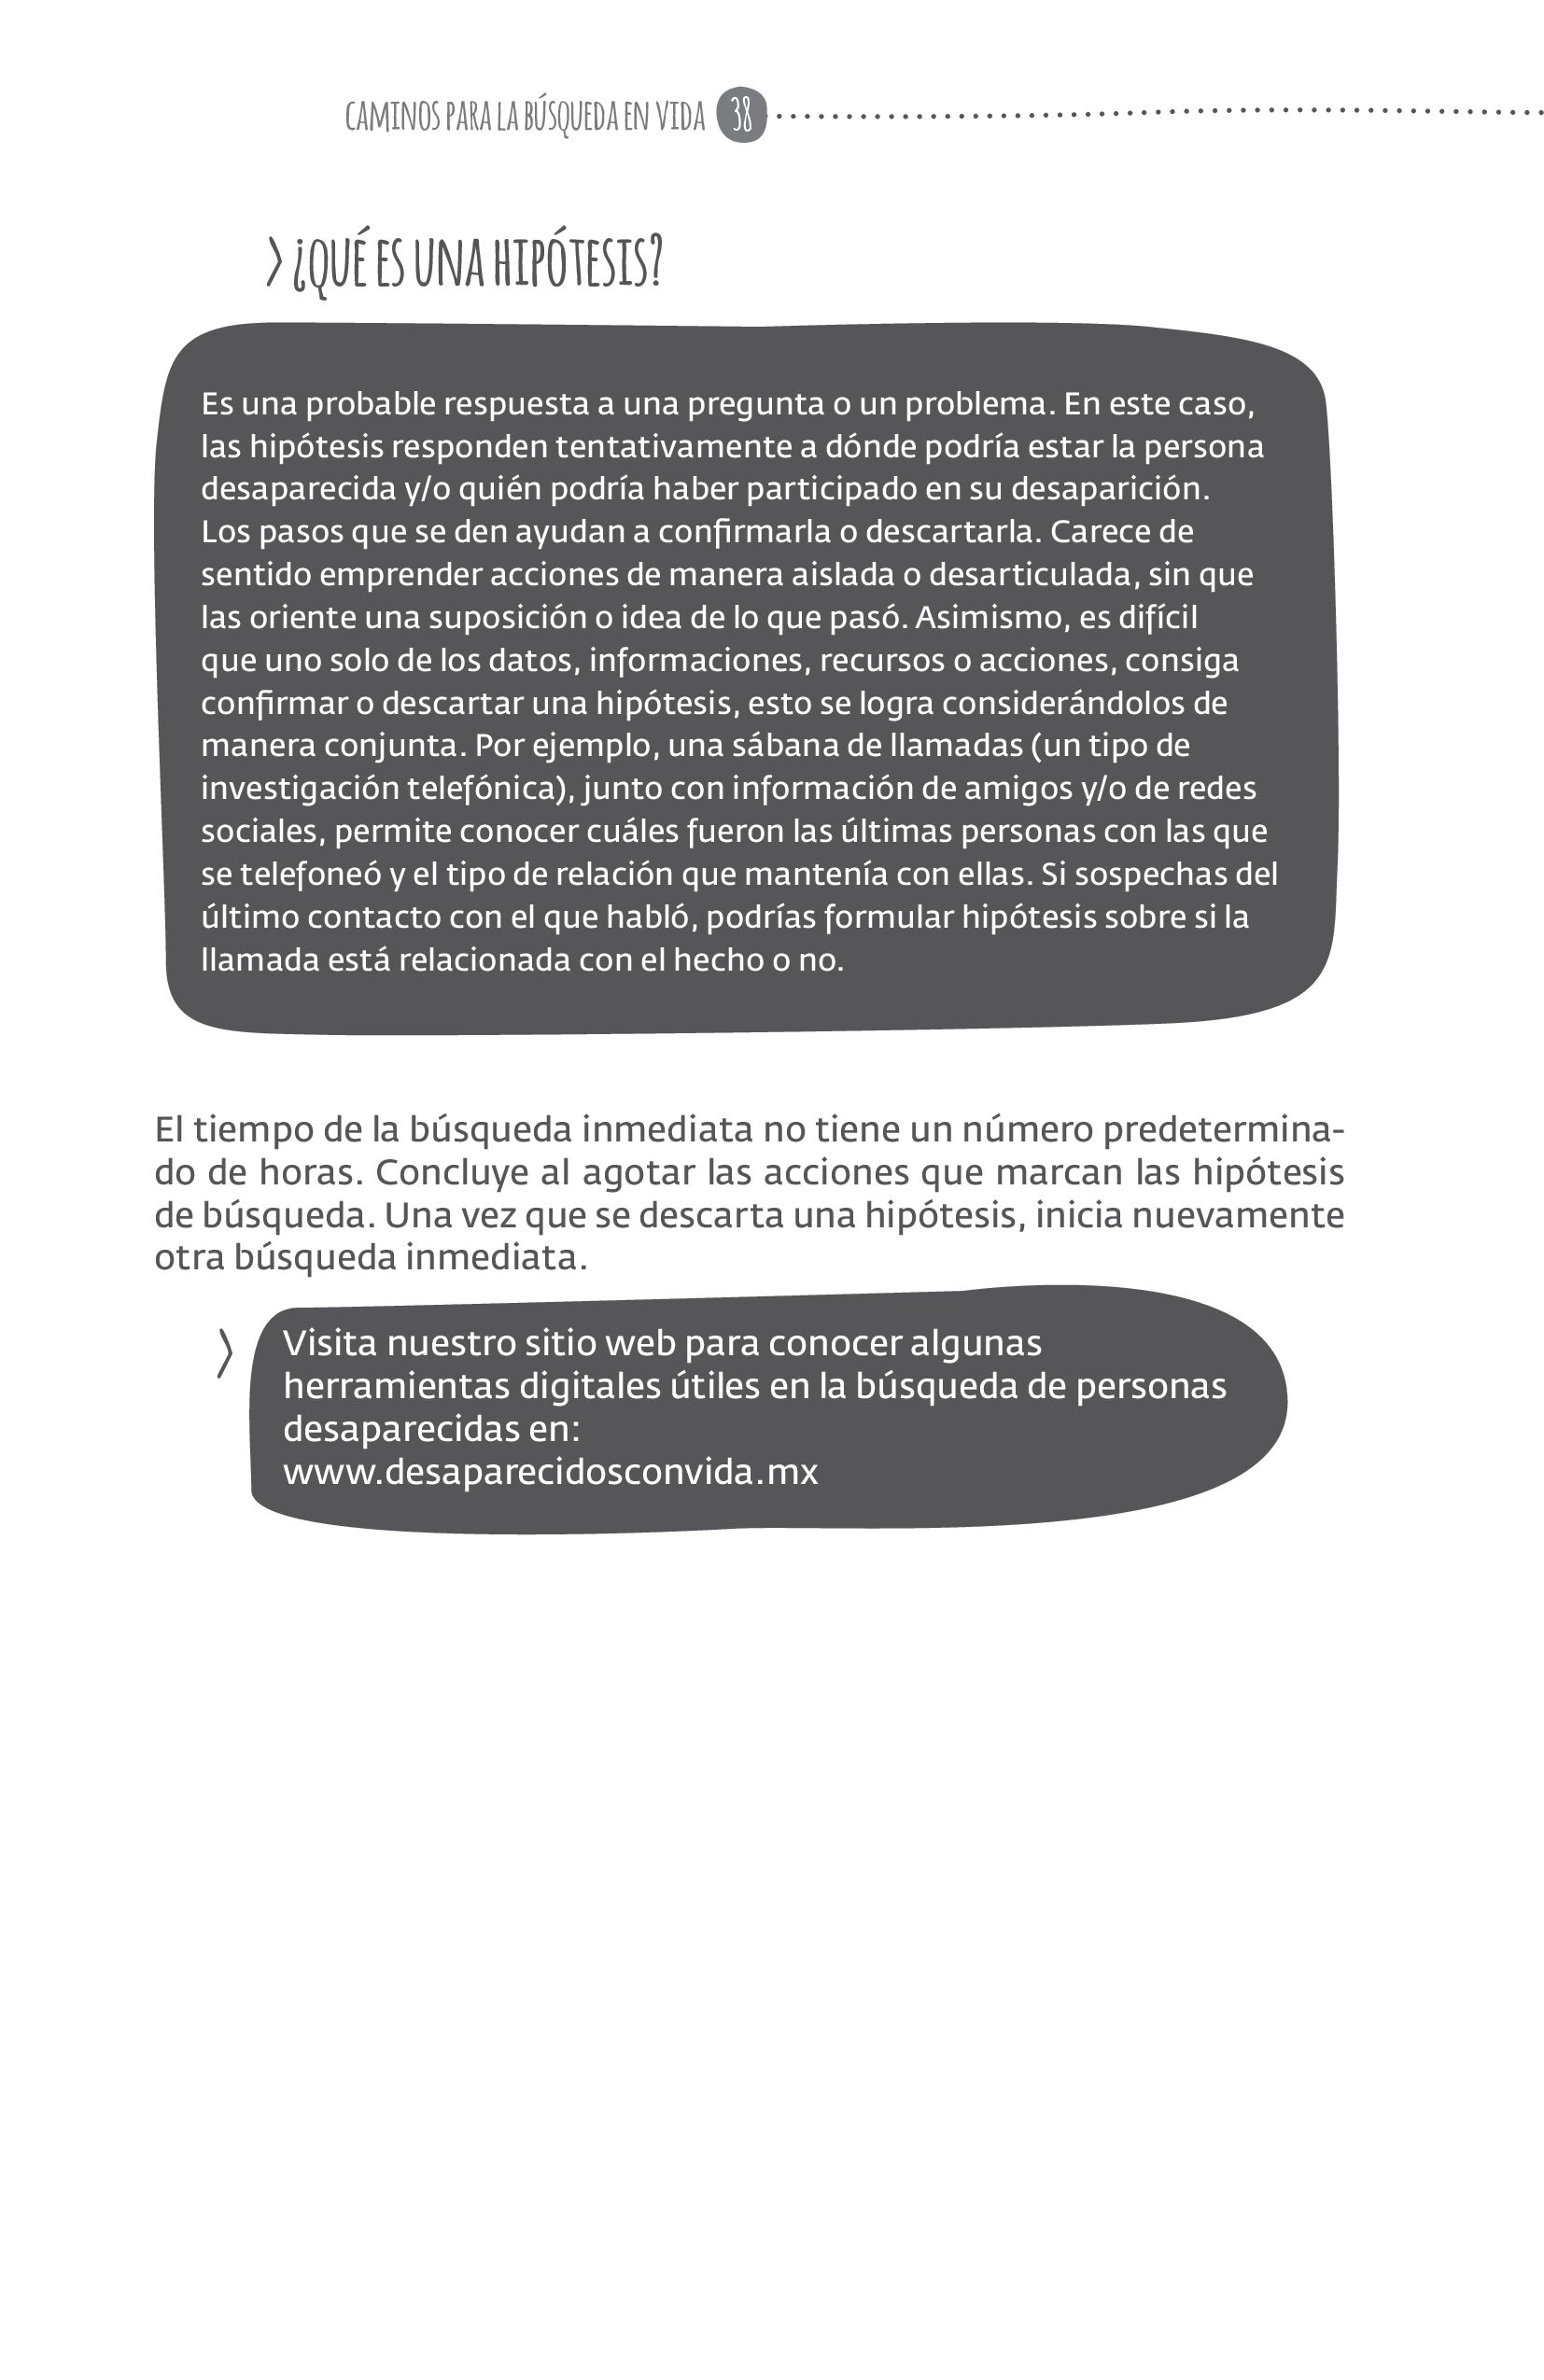 CAMINOS PARA LA BÚSQUEDA EN VIDA 38
> ¿QUÉ ES UNA HIPÓTESIS?
Es una probable respuesta a una pregunta o un problema. En este caso,
las hipótesis responden tentativamente a dónde podría estar la persona
desaparecida y/o quién podría haber participado en su desaparición.
Los pasos que se den ayudan a confirmarla o descartarla. Carece de
sentido emprender acciones de manera aislada o desarticulada, sin que
las oriente una suposición o idea de lo que pasó. Asimismo, es difícil
que uno solo de los datos, informaciones, recursos o acciones, consiga
confirmar o descartar una hipótesis, esto se logra considerándolos de
manera conjunta. Por ejemplo, una sábana de llamadas (un tipo de
investigación telefónica), junto con información de amigos y/o de redes
sociales, permite conocer cuáles fueron las últimas personas con las que
se telefoneó y el tipo de relación que mantenía con ellas. Si sospechas del
último contacto con el que habló, podrías formular hipótesis sobre si la
llamada está relacionada con el hecho o no.
El tiempo de la búsqueda inmediata no tiene un número predetermina-
do de horas. Concluye al agotar las acciones que marcan las hipótesis
de búsqueda. Una vez que se descarta una hipótesis, inicia nuevamente
otra búsqueda inmediata.
> Visita nuestro sitio web para conocer algunas
herramientas digitales útiles en la búsqueda de personas
desaparecidas en:
www.desaparecidosconvida.mx